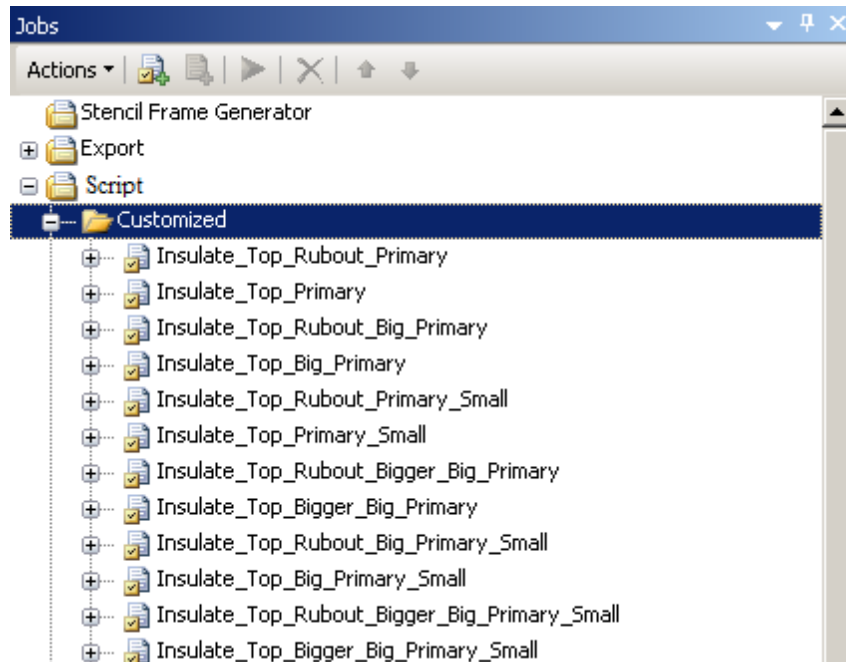 Jobs
Actions
Stencil Frame Generator
Export
Script
Customized
Insulate_Top_Rubout_Primary
Insulate_Top_Primary
Insulate_Top_Rubout_Big_Primary
Insulate_Top_Big_Primary
Insulate_Top_Rubout_Primary_Small
Insulate_Top_Primary_Small
Insulate_Top_Rubout_Bigger_Big_Primary
Insulate_Top_Bigger_Big_Primary
Insulate_Top_Rubout_Big_Primary_Small
Insulate_Top_Big_Primary_Small
Insulate_Top_Rubout_Bigger_Big_Primary_Small
Insulate_Top_Bigger_Big_Primary_Small